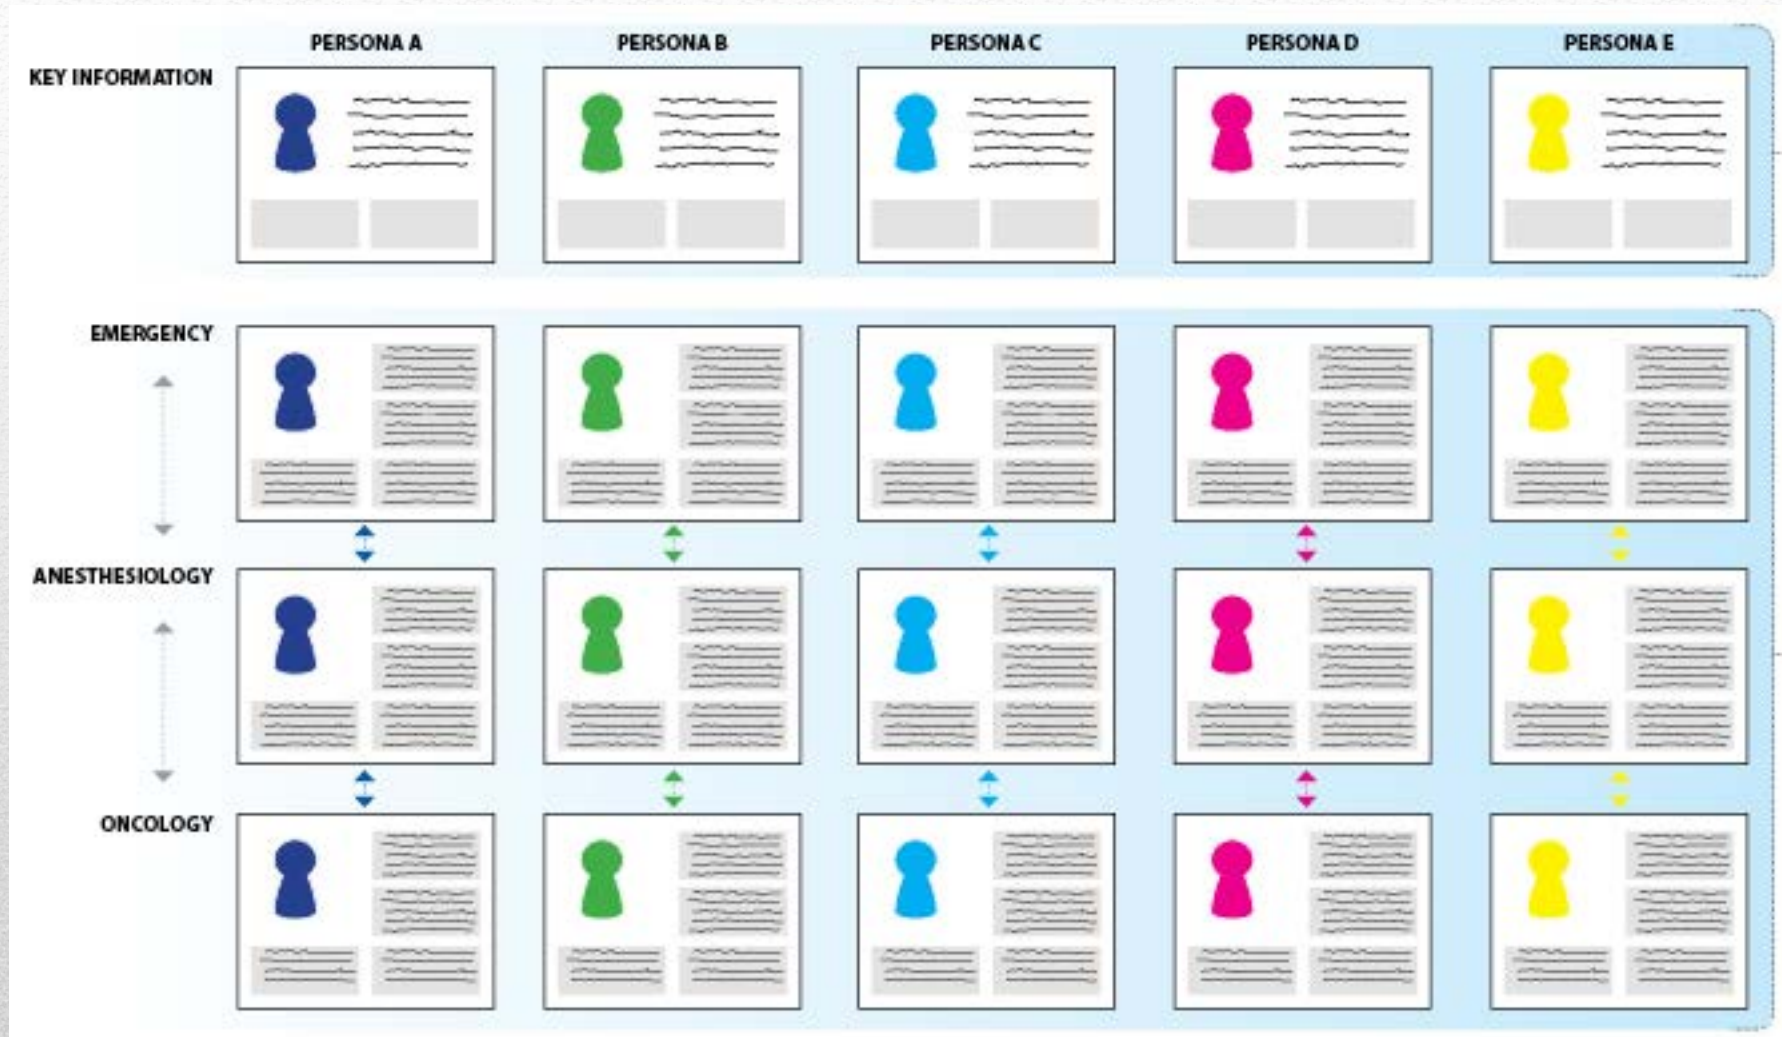 PERSONA A PERSONA B PERSONA C PERSONA D PERSONA E
KEY INFORMATION
EMERGENCY
ANESTHESIOLOGY
ONCOLOGY